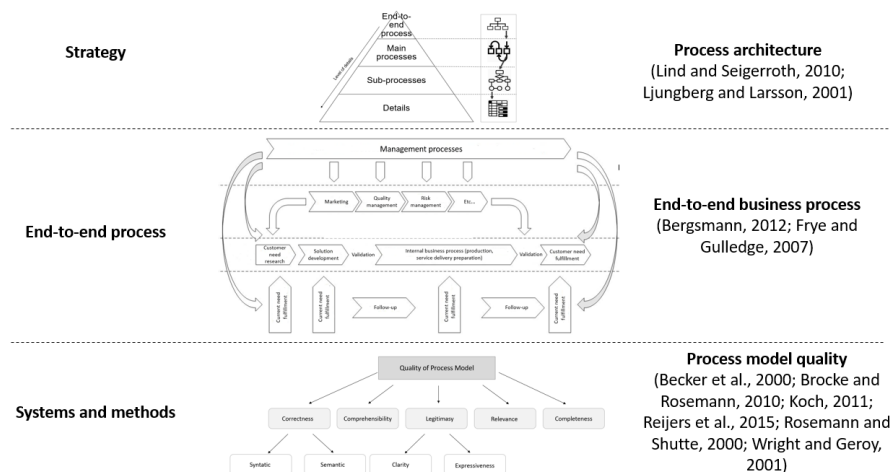 Strategy
End-to-
end
process
Main
processes
Sub-processes
Details
Level of details
Process architecture
(Lind and Seigerroth, 2010;
Ljungberg and Larsson, 2001)
End-to-end process
Management processes
Marketing
Quality
management
Risk
management
Etc...
Customer
need
research
Solution
development
Validation
Internal business process (production,
service delivery preparation)
Validation
Customer need
fulfillment
Current need
fulfillment
Current need
fulfillment
Follow-up
Current need
fulfillment
Follow-up
Current need
fulfillment
End-to-end business process
(Bergsmann, 2012; Frye and
Gulledge, 2007)
Systems and methods
Quality of Process Model
Correctness
Comprehensibility
Legitimasy
Relevance
Completeness
Syntatic
Semantic
Clarity
Expressiveness
Process model quality
(Becker et al., 2000; Brocke and
Rosemann, 2010; Koch, 2011;
Reijers et al., 2015; Rosemann and
Shutte, 2000; Wright and Geroy,
2001)